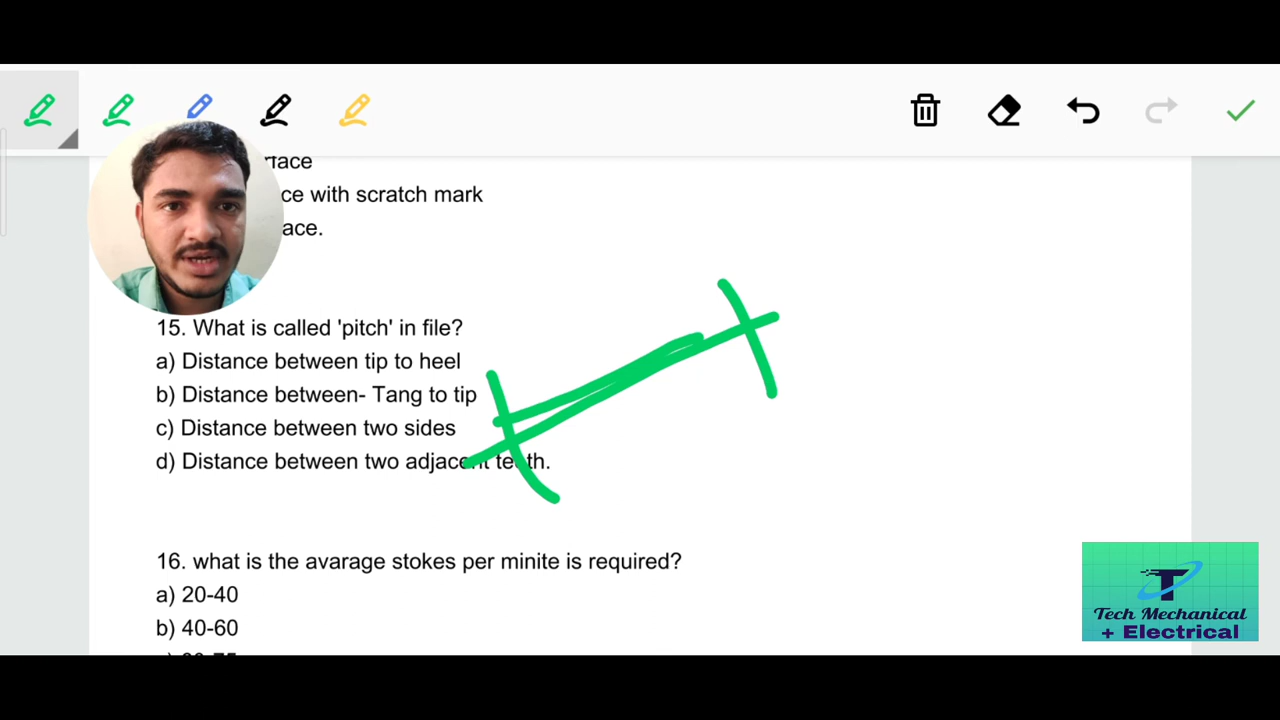 rface
ce with scratch mark
ace.
15. What is called 'pitch' in file?
a) Distance between tip to heel
b) Distance between- Tang to tip
c) Distance between two sides
d) Distance between two adjacent teeth.
16. what is the avarage stokes per minite is required?
a) 20-40
b) 40-60
T
Tech Mechanical
+ Electrical